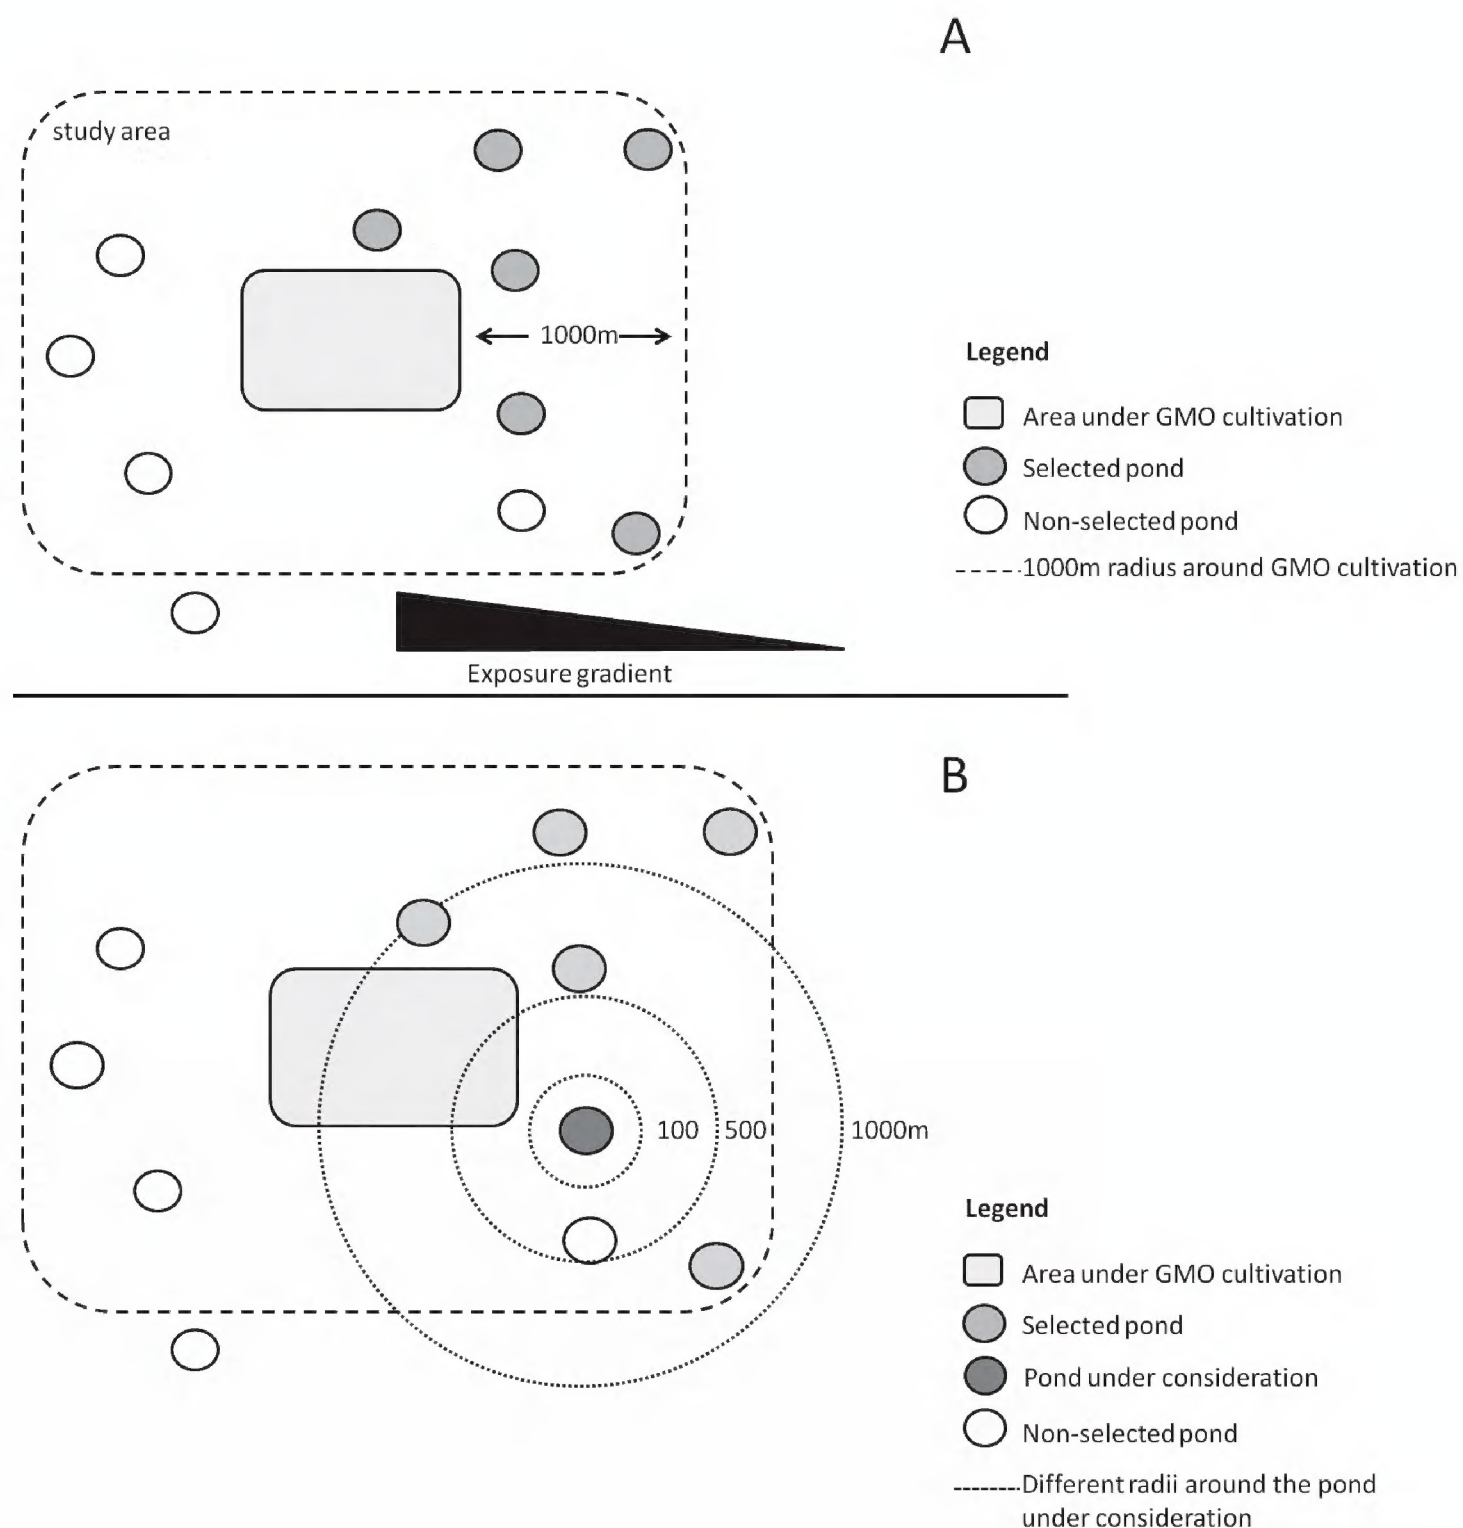 A
study area
1000m
Legend
Area under GMO cultivation
Selected pond
Non-selected pond
1000m radius around GMO cultivation
Exposure gradient
B
100 500 1000m
Legend
Area under GMO cultivation
Selected pond
Pond under consideration
Non-selected pond
Different radii around the pond
under consideration